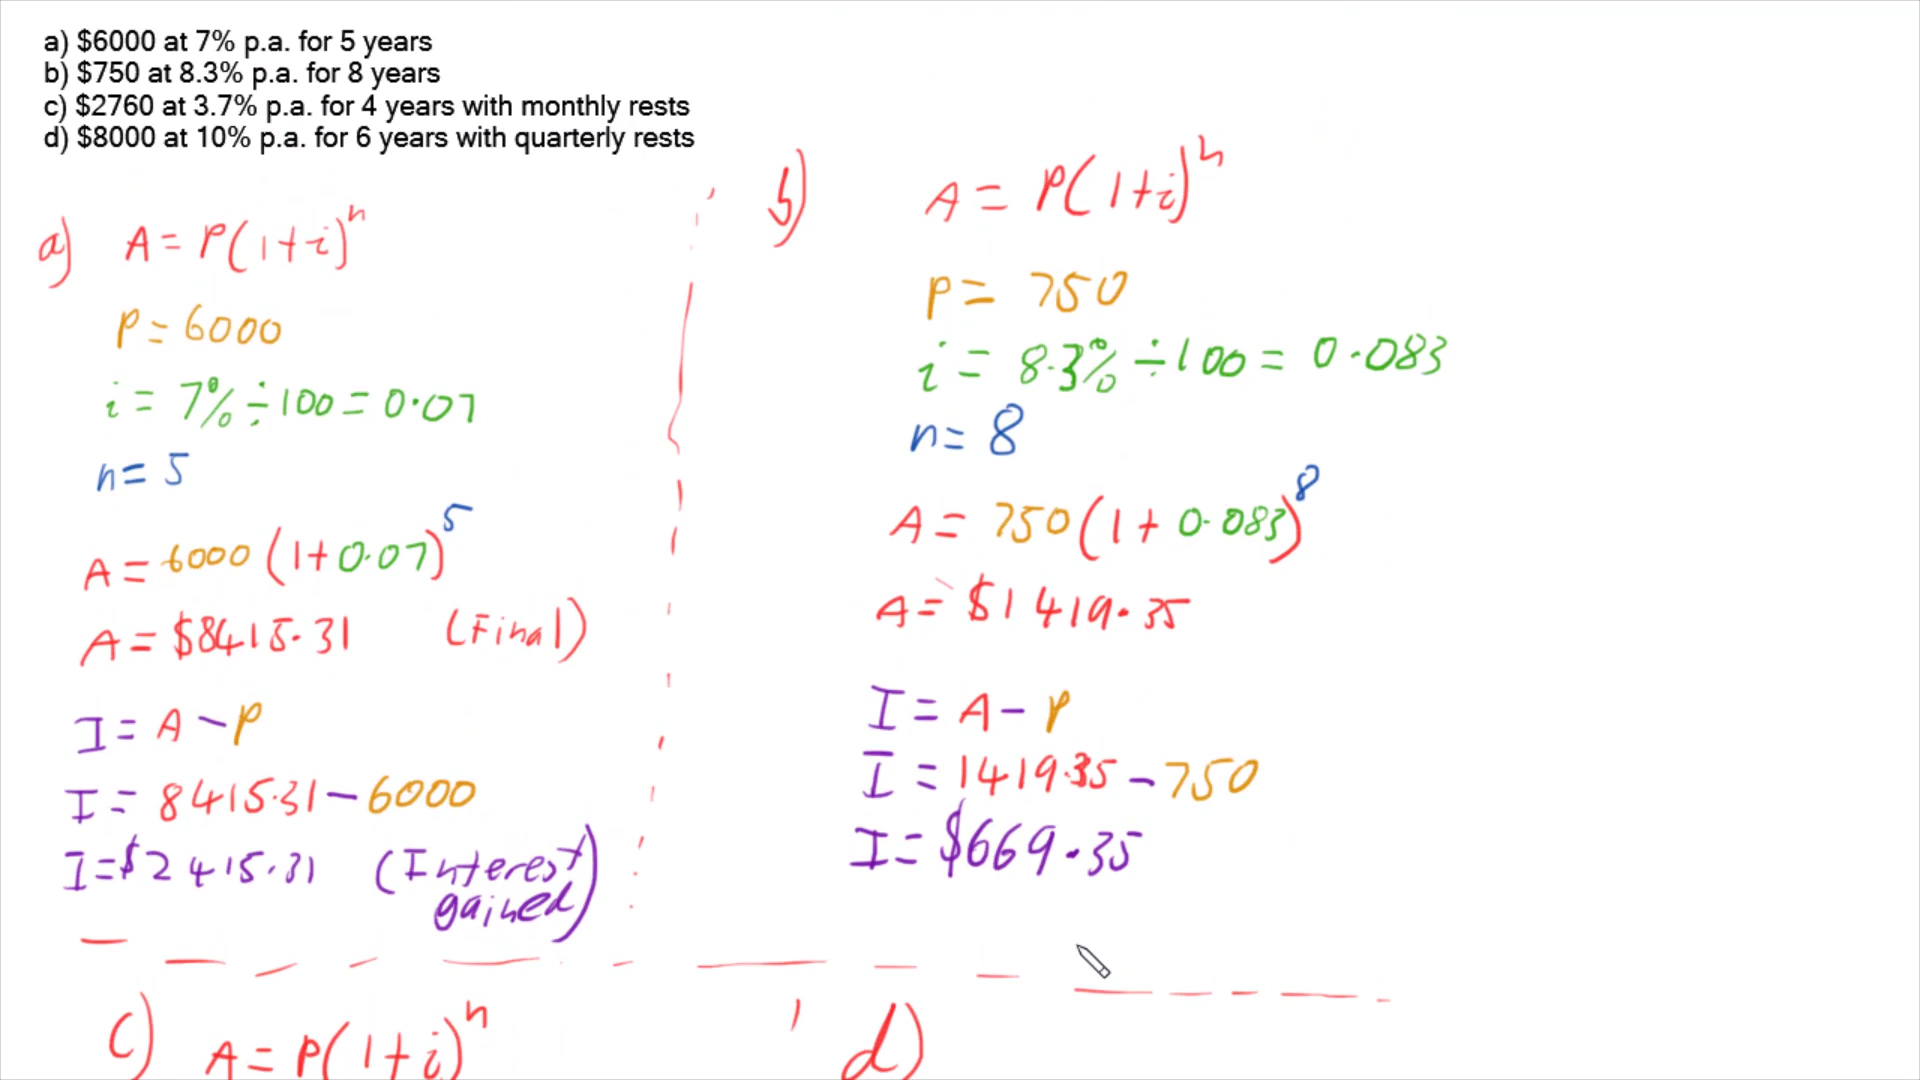 a) $6000 at 7% p.a. for 5 years
b) $750 at 8.3% p.a. for 8 years
c) $2760 at 3.7% p.a. for 4 years with monthly rests
d) $8000 at 10% p.a. for 6 years with quarterly rests
a) A = P(1+i)^n
P = 6000
i = 7% ÷ 100 = 0.07
n = 5
A = 6000 (1+0.07)^5
A = $8415.31 (Final)
I = A - P
I = 8415.31 - 6000
I = $2415.31 (Interest
gained)
b) A = P(1+i)^n
P = 750
i = 8.3% ÷ 100 = 0.083
n = 8
A = 750 (1 + 0.083)^8
A = $1419.35
I = A - P
I = 1419.35 - 750
I = $669.35
c) A = P(1+i)^n
d)